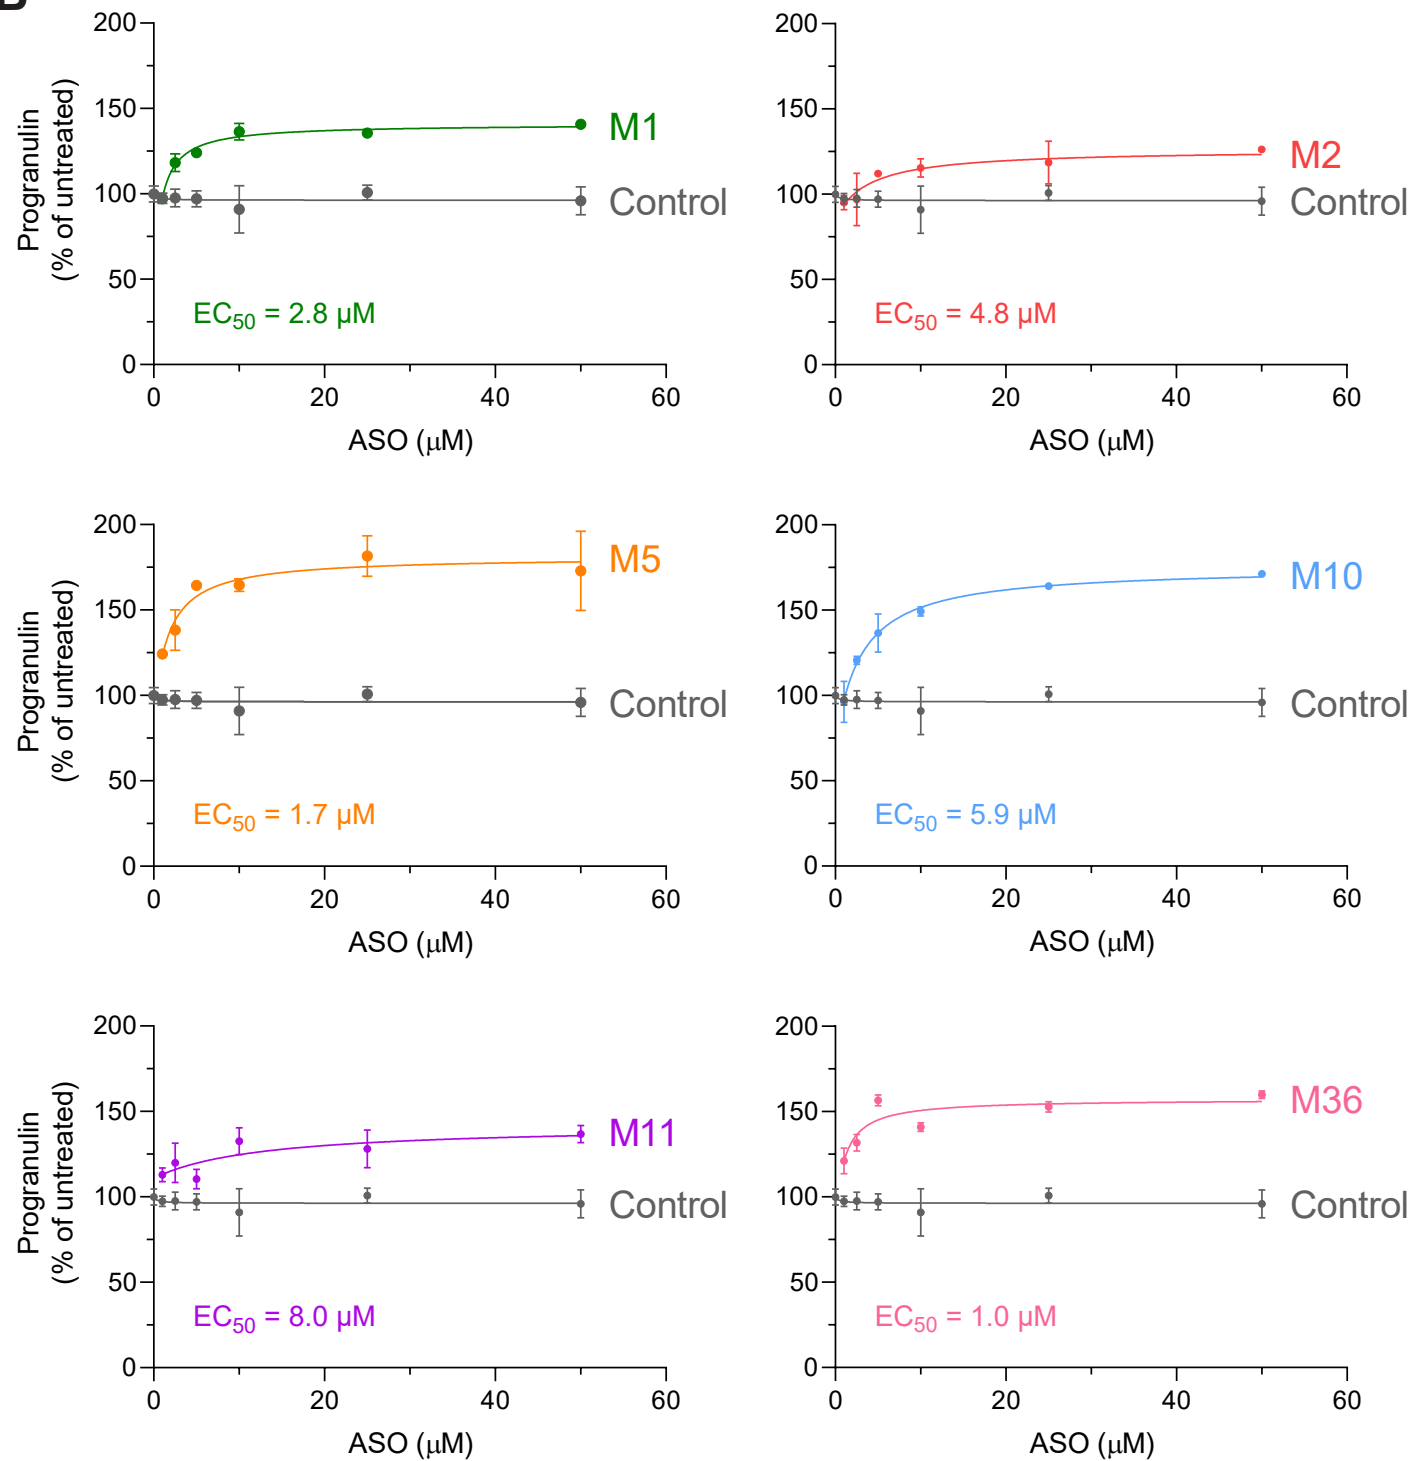 B
200
150
100
50
0
Progranulin
(% of untreated)
M1
Control
EC50 = 2.8 µM
0 20 40 60
ASO (µM)
200
150
100
50
0
M2
Control
EC50 = 4.8 µM
0 20 40 60
ASO (µM)
200
150
100
50
0
Progranulin
(% of untreated)
M5
Control
EC50 = 1.7 µM
0 20 40 60
ASO (µM)
200
150
100
50
0
M10
Control
EC50 = 5.9 µM
0 20 40 60
ASO (µM)
200
150
100
50
0
Progranulin
(% of untreated)
M11
Control
EC50 = 8.0 µM
0 20 40 60
ASO (µM)
200
150
100
50
0
M36
Control
EC50 = 1.0 µM
0 20 40 60
ASO (µM)